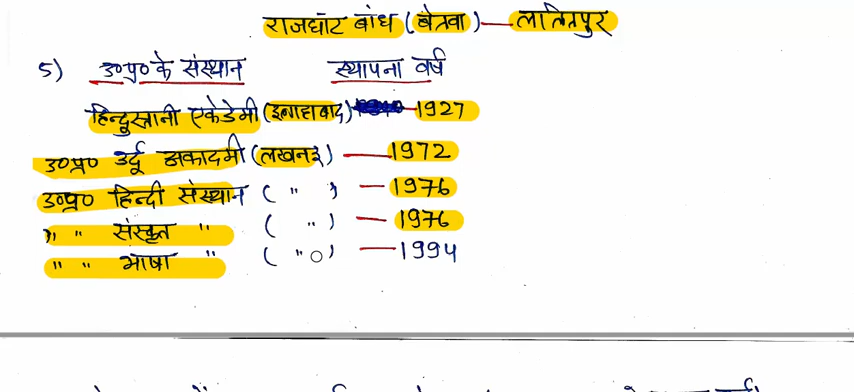 राजघाट बांध (बेतवा) — ललितपुर
5) उ०प्र० के संस्थान स्थापना वर्ष
हिन्दुस्तानी एकेडेमी (इलाहाबाद) 1927
उ०प्र० उर्दू अकादमी (लखनऊ) — 1972
उ०प्र० हिन्दी संस्थान ( " ) — 1976
" " संस्कृत " ( " ) — 1976
" " भाषा " ( " ) — 1994